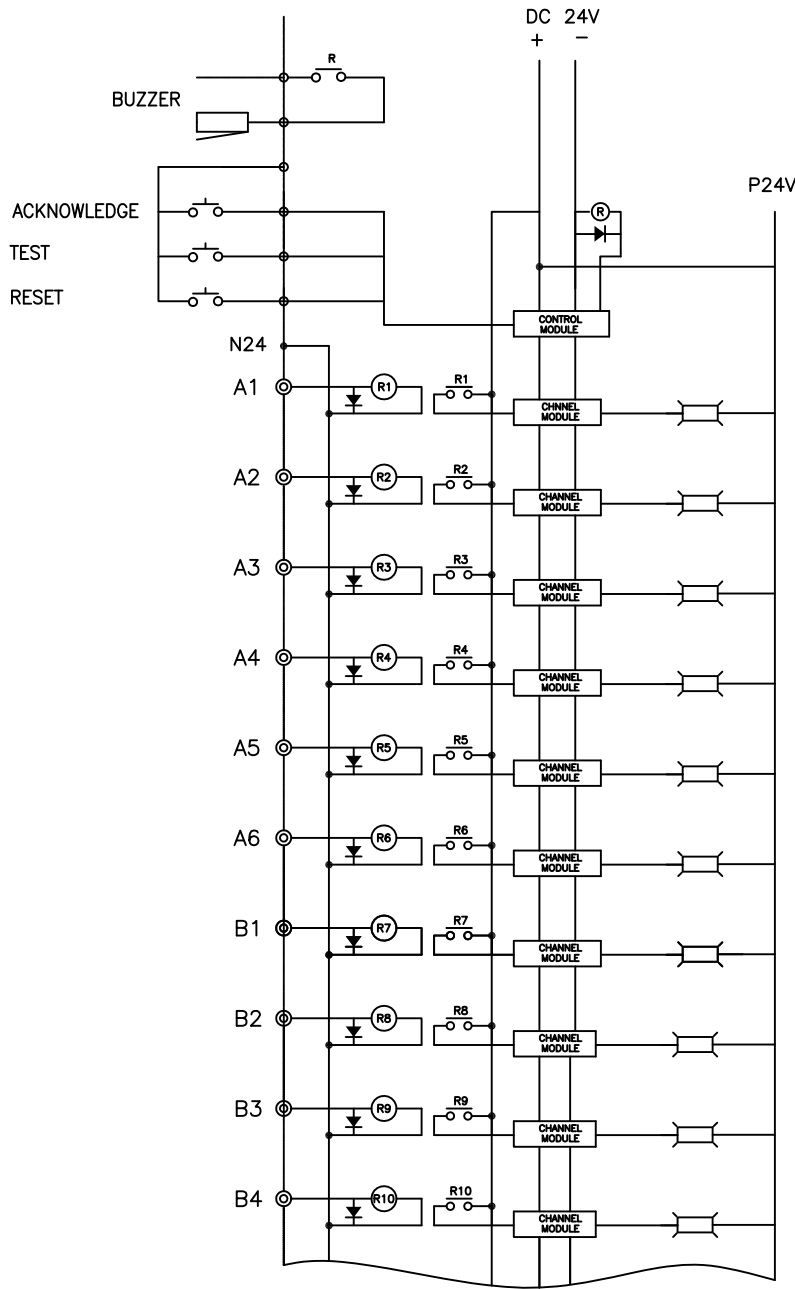 DC 24V
+ −
R
BUZZER
P24V
ACKNOWLEDGE
R
TEST
RESET
CONTROL
MODULE
N24
A1
R1
R1
CHNNEL
MODULE
A2
R2
R2
CHANNEL
MODULE
A3
R3
R3
CHANNEL
MODULE
A4
R4
R4
CHANNEL
MODULE
A5
R5
R5
CHANNEL
MODULE
A6
R6
R6
CHANNEL
MODULE
B1
R7
R7
CHANNEL
MODULE
B2
R8
R8
CHANNEL
MODULE
B3
R9
R9
CHANNEL
MODULE
B4
R10
R10
CHANNEL
MODULE